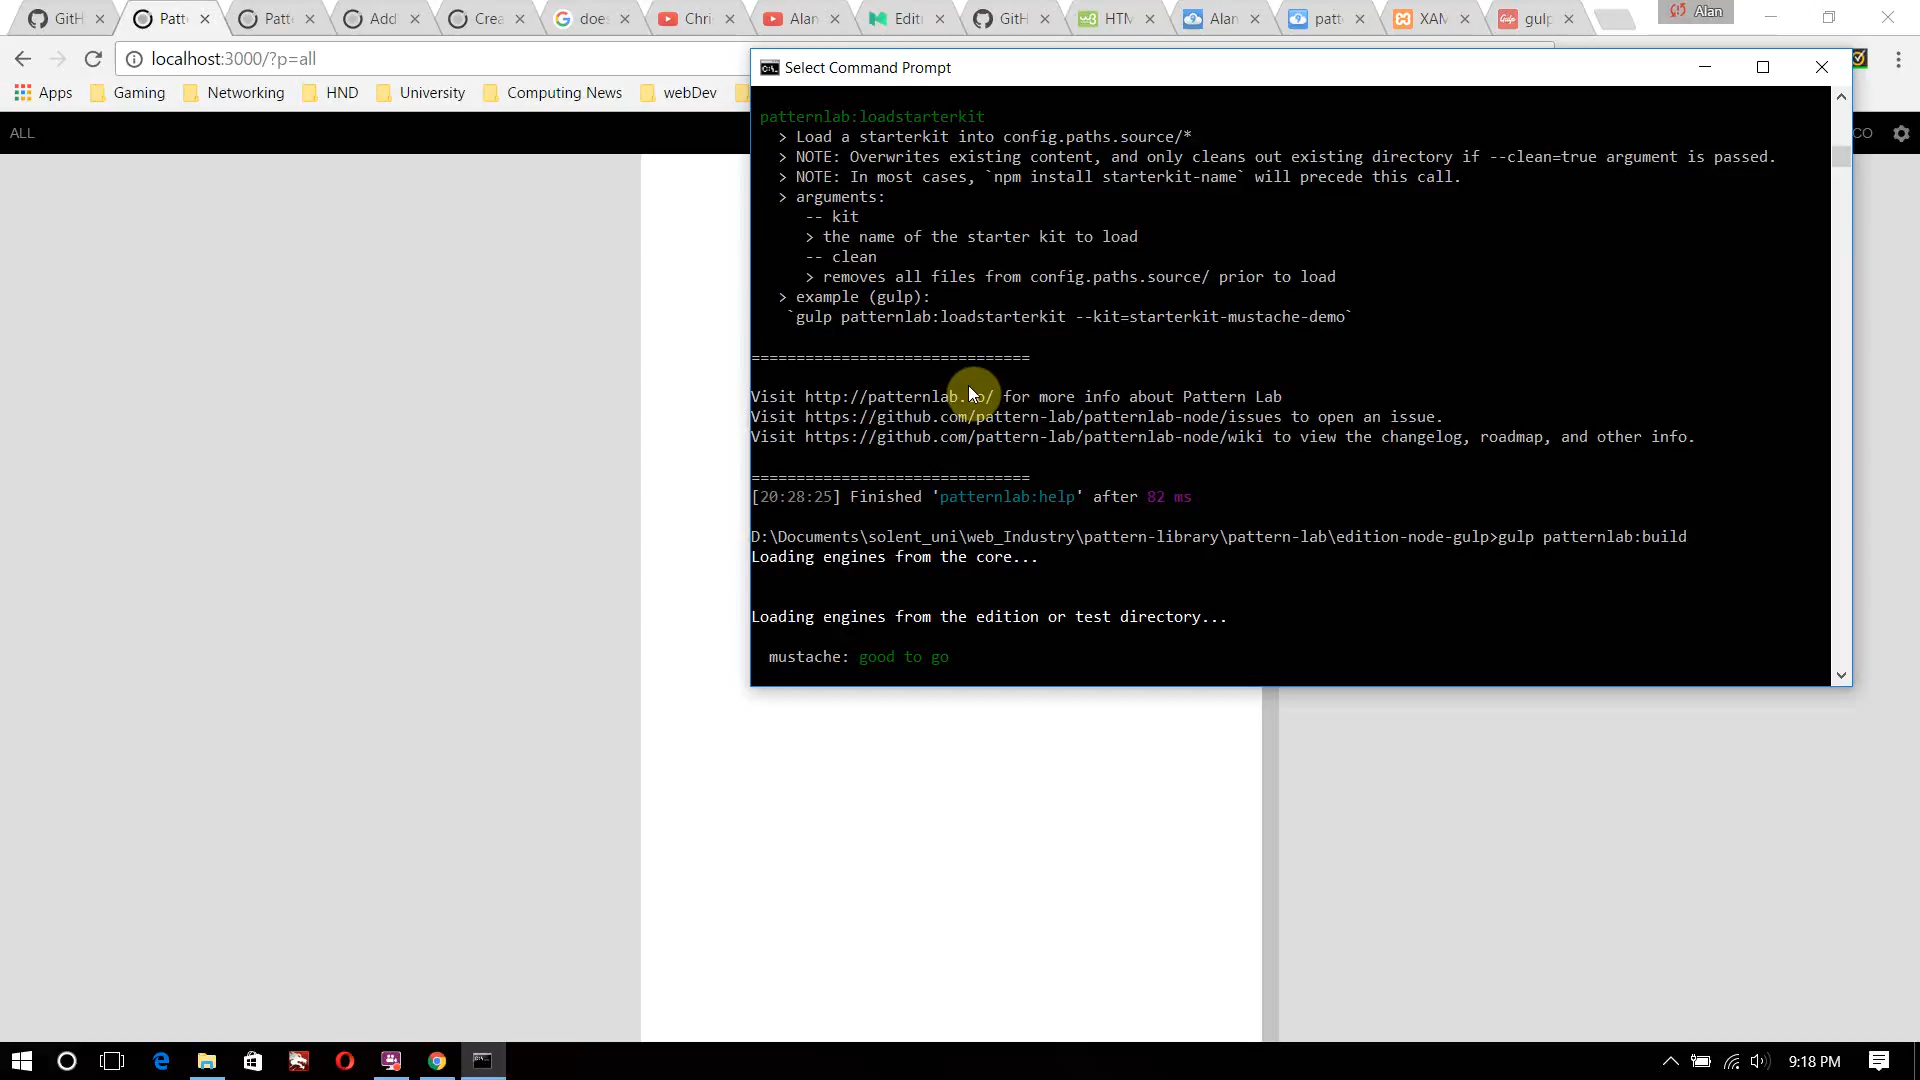 GitH
Patt
Patt
Add
Crea
does
Chri
Alan
Edit
GitH
HTM
Alan
patt
XAM
gulp
Alan
localhost:3000/?p=all
Apps
Gaming
Networking
HND
University
Computing News
webDev
ALL
CO
Select Command Prompt
patternlab:loadstarterkit
> Load a starterkit into config.paths.source/*
> NOTE: Overwrites existing content, and only cleans out existing directory if --clean=true argument is passed.
> NOTE: In most cases, `npm install starterkit-name` will precede this call.
> arguments:
-- kit
> the name of the starter kit to load
-- clean
> removes all files from config.paths.source/ prior to load
> example (gulp):
`gulp patternlab:loadstarterkit --kit=starterkit-mustache-demo`
===============================
Visit http://patternlab.io/ for more info about Pattern Lab
Visit https://github.com/pattern-lab/patternlab-node/issues to open an issue.
Visit https://github.com/pattern-lab/patternlab-node/wiki to view the changelog, roadmap, and other info.
===============================
[20:28:25] Finished 'patternlab:help' after 82 ms
D:\Documents\solent_uni\web_Industry\pattern-library\pattern-lab\edition-node-gulp>gulp patternlab:build
Loading engines from the core...
Loading engines from the edition or test directory...
mustache: good to go
9:18 PM